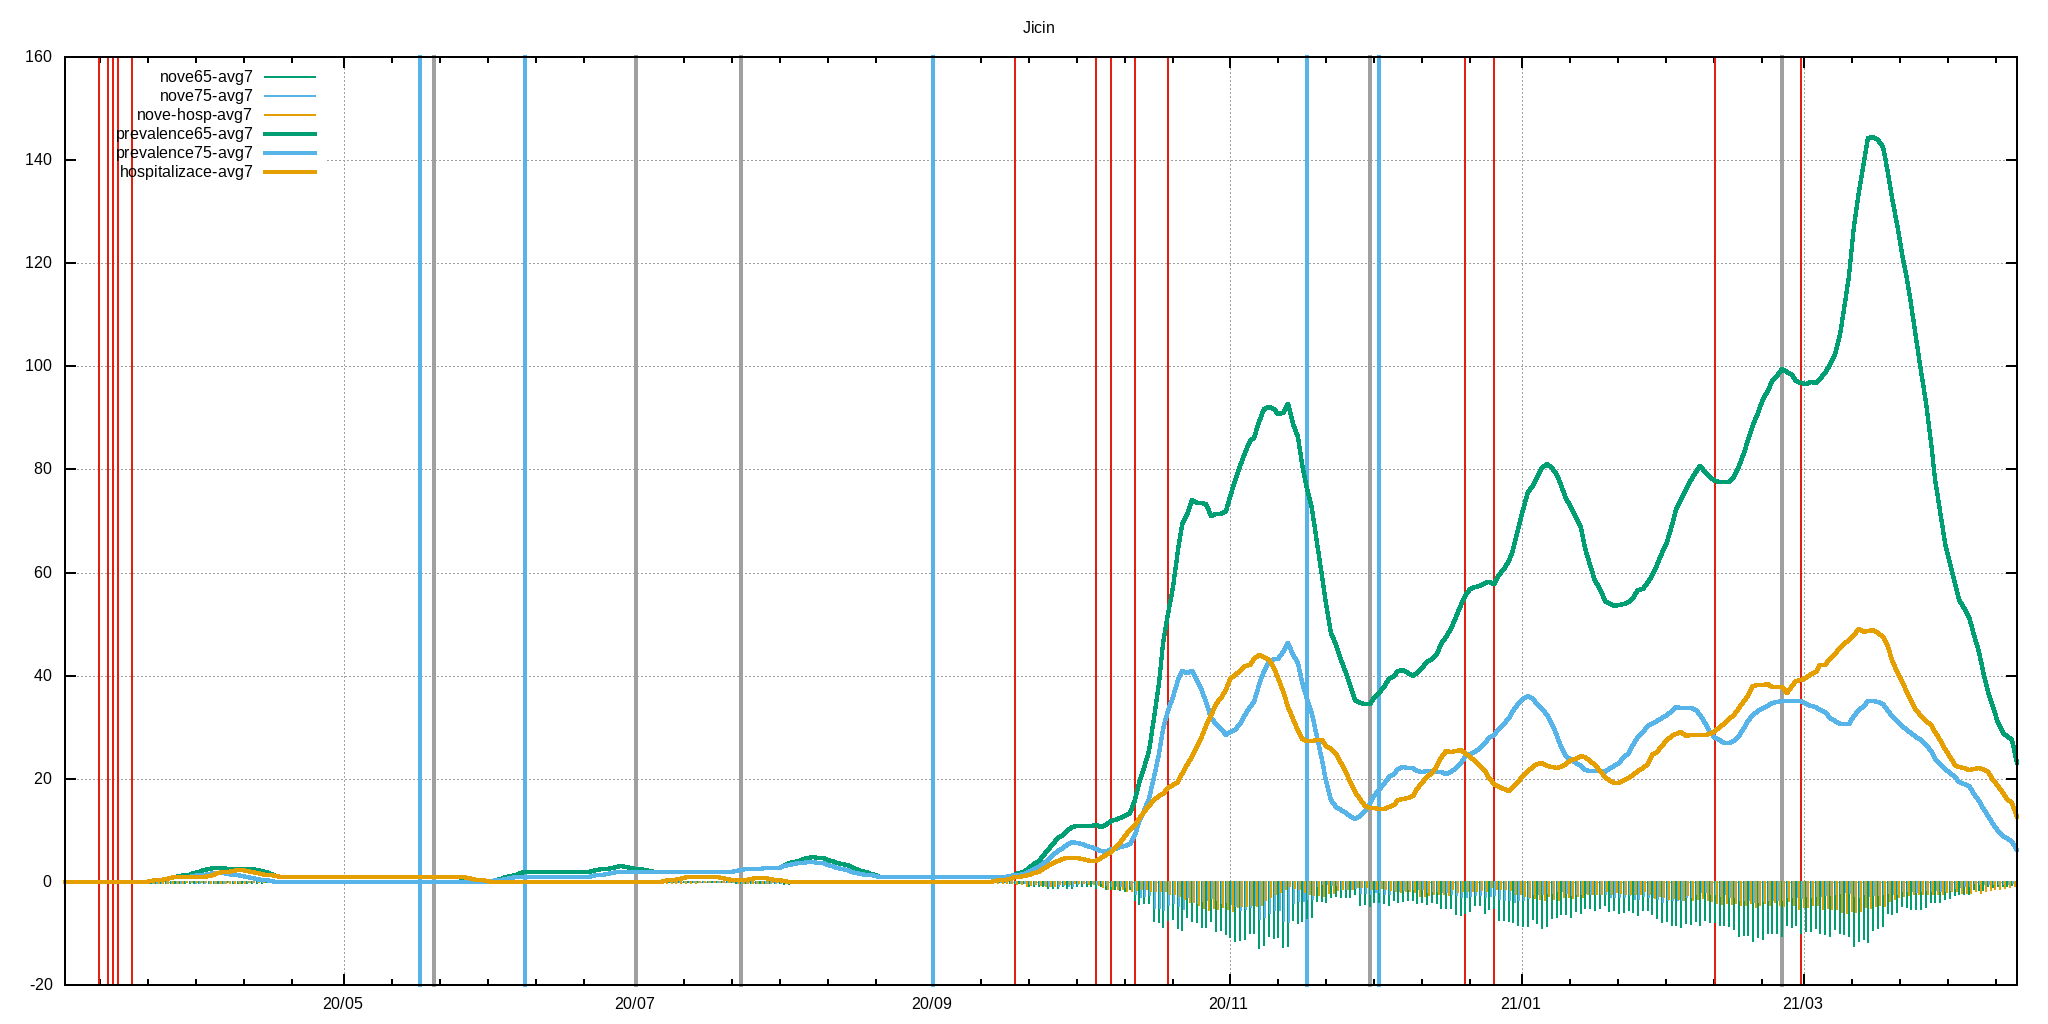 Jicin
160
140
120
100
80
60
40
20
0
-20
nove65-avg7
nove75-avg7
nove-hosp-avg7
prevalence65-avg7
prevalence75-avg7
hospitalizace-avg7
20/05 20/07 20/09 20/11 21/01 21/03